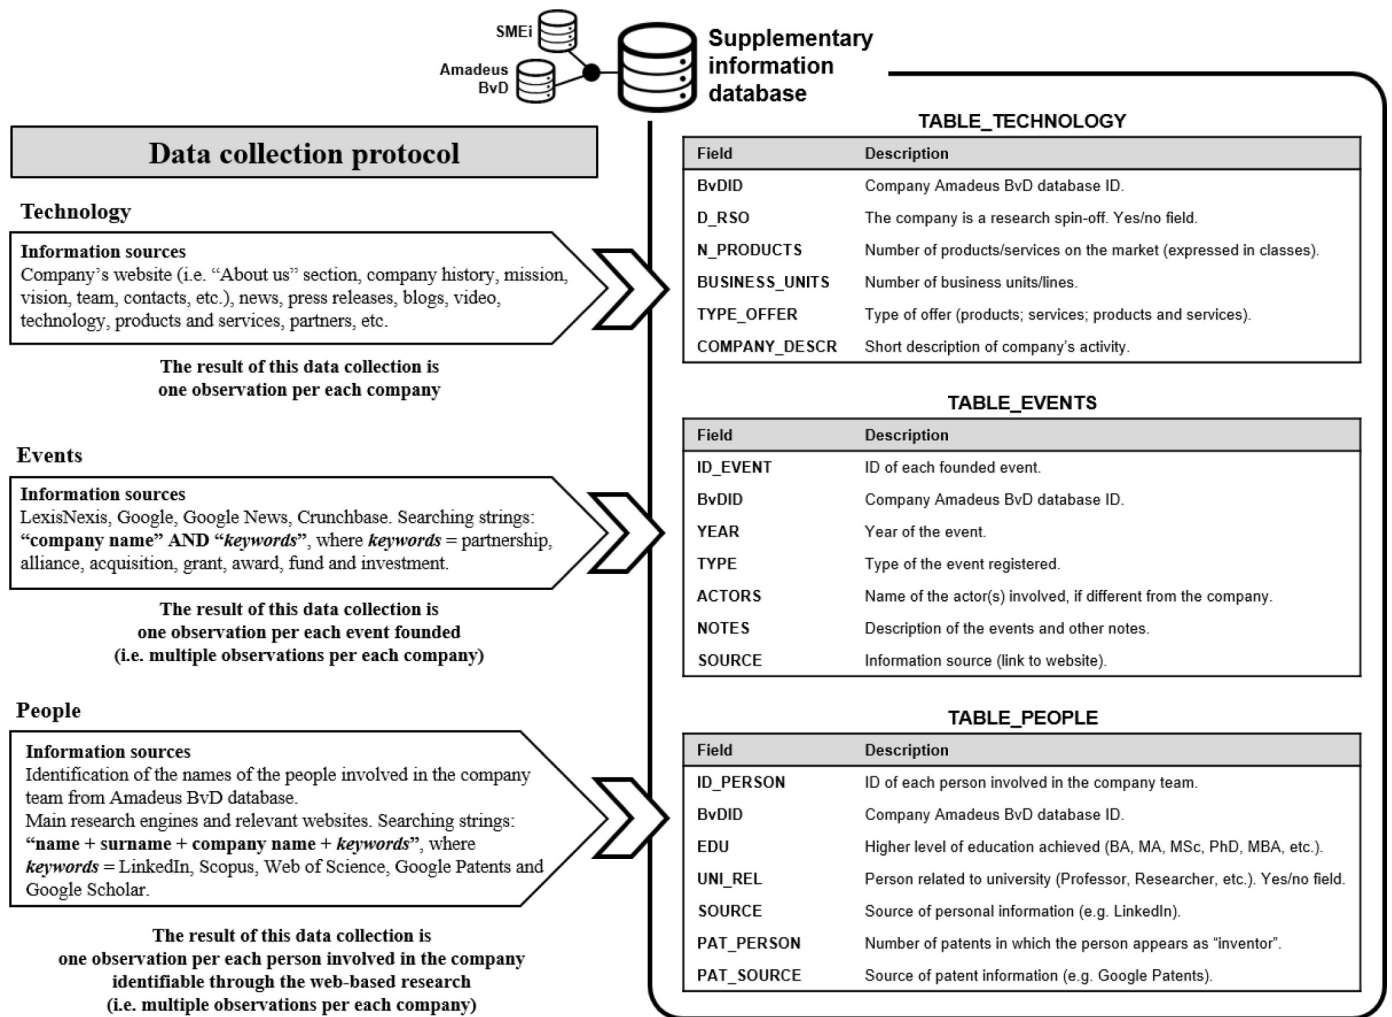 SMEi
Amadeus
BvD
Supplementary
information
database
Data collection protocol
Technology
Information sources
Company's website (i.e. “About us” section, company history, mission,
vision, team, contacts, etc.), news, press releases, blogs, video,
technology, products and services, partners, etc.
The result of this data collection is
one observation per each company
Events
Information sources
LexisNexis, Google, Google News, Crunchbase. Searching strings:
“company name” AND “keywords”, where keywords = partnership,
alliance, acquisition, grant, award, fund and investment.
The result of this data collection is
one observation per each event founded
(i.e. multiple observations per each company)
People
Information sources
Identification of the names of the people involved in the company
team from Amadeus BvD database.
Main research engines and relevant websites. Searching strings:
“name + surname + company name + keywords”, where
keywords = LinkedIn, Scopus, Web of Science, Google Patents and
Google Scholar.
The result of this data collection is
one observation per each person involved in the company
identifiable through the web-based research
(i.e. multiple observations per each company)
TABLE_TECHNOLOGY
Field Description
BvDID Company Amadeus BvD database ID.
D_RSO The company is a research spin-off. Yes/no field.
N_PRODUCTS Number of products/services on the market (expressed in classes).
BUSINESS_UNITS Number of business units/lines.
TYPE_OFFER Type of offer (products; services; products and services).
COMPANY_DESCR Short description of company's activity.
TABLE_EVENTS
Field Description
ID_EVENT ID of each founded event.
BvDID Company Amadeus BvD database ID.
YEAR Year of the event.
TYPE Type of the event registered.
ACTORS Name of the actor(s) involved, if different from the company.
NOTES Description of the events and other notes.
SOURCE Information source (link to website).
TABLE_PEOPLE
Field Description
ID_PERSON ID of each person involved in the company team.
BvDID Company Amadeus BvD database ID.
EDU Higher level of education achieved (BA, MA, MSc, PhD, MBA, etc.).
UNI_REL Person related to university (Professor, Researcher, etc.). Yes/no field.
SOURCE Source of personal information (e.g. LinkedIn).
PAT_PERSON Number of patents in which the person appears as “inventor”.
PAT_SOURCE Source of patent information (e.g. Google Patents).